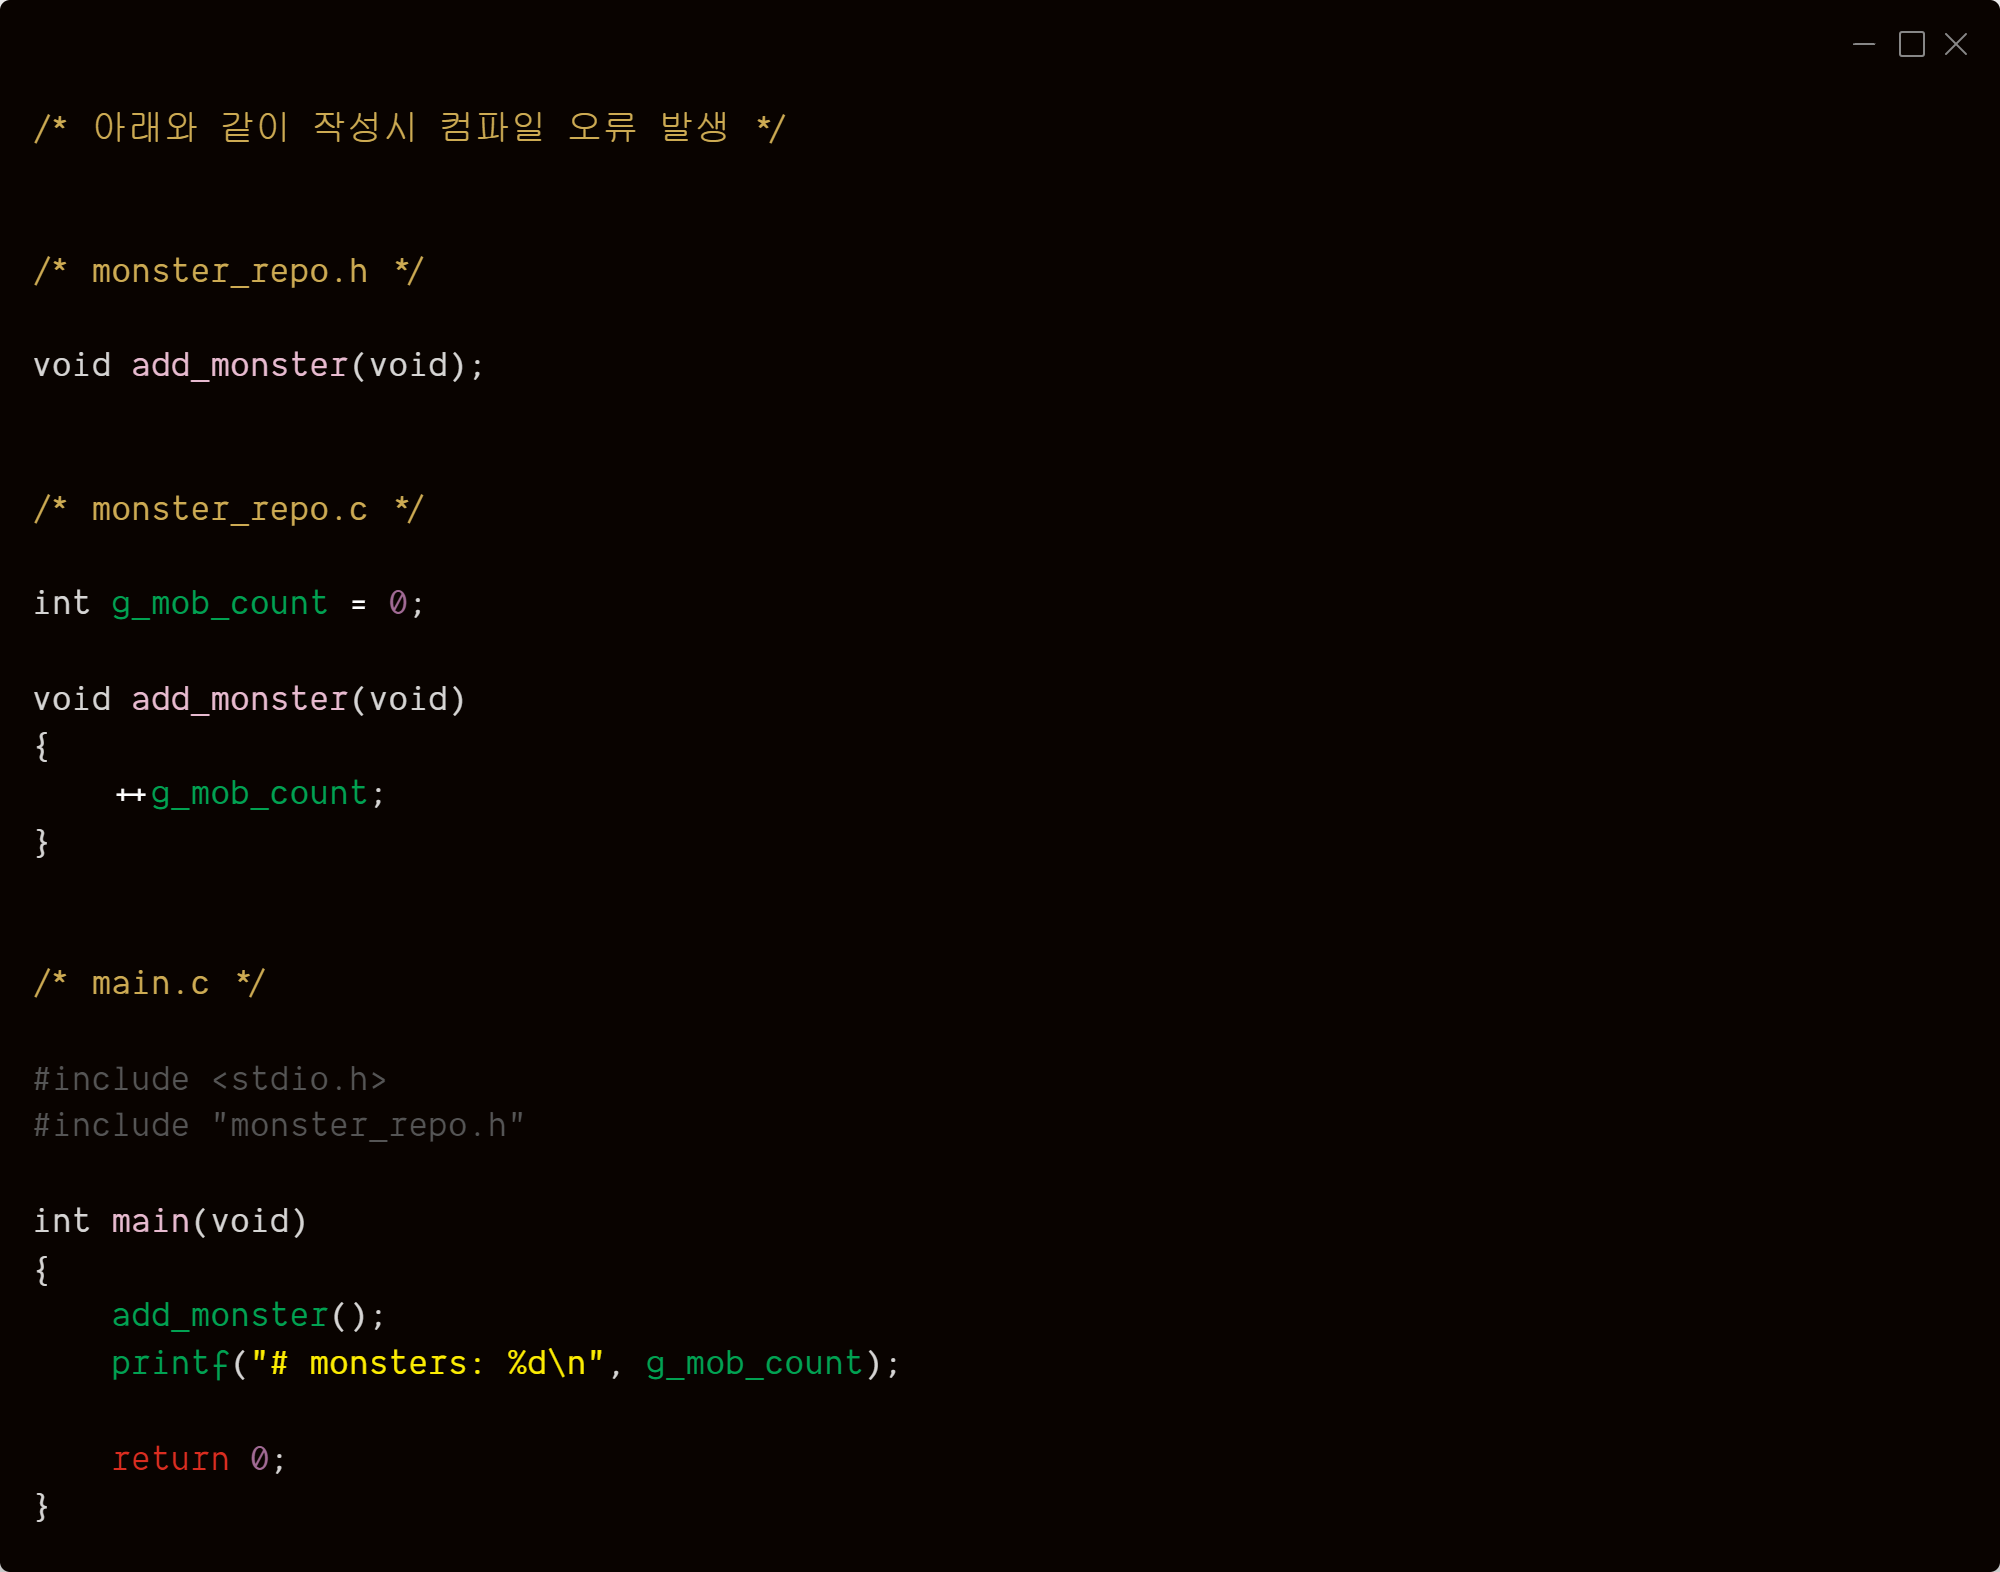 /* 아래와 같이 작성시 컴파일 오류 발생 */
/* monster_repo.h */
void add_monster(void);
/* monster_repo.c */
int g_mob_count = 0;
void add_monster(void)
{
    ++g_mob_count;
}
/* main.c */
#include <stdio.h>
#include "monster_repo.h"
int main(void)
{
    add_monster();
    printf("# monsters: %d\n", g_mob_count);
    return 0;
}